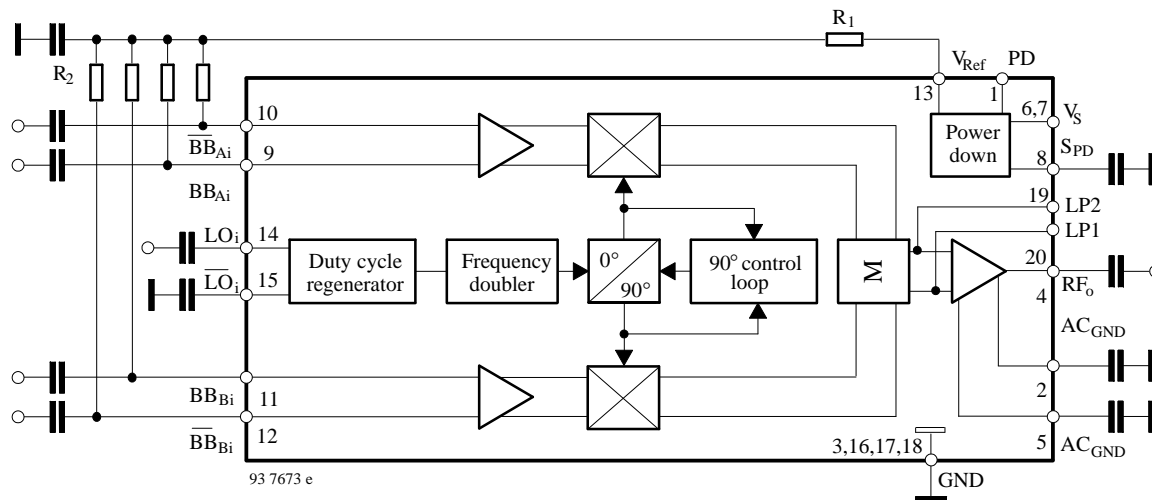 R1
R2
VRef
PD
13
1
6,7
VS
10
BBAi
Power
down
SPD
8
9
BBAi
19
LP2
LOi
14
LP1
Duty cycle
regenerator
Frequency
doubler
0°
90°
90° control
loop
M
20
RFo
LOi
15
4
ACGND
BBBi
11
2
BBBi
12
3,16,17,18
5
ACGND
GND
93 7673 e